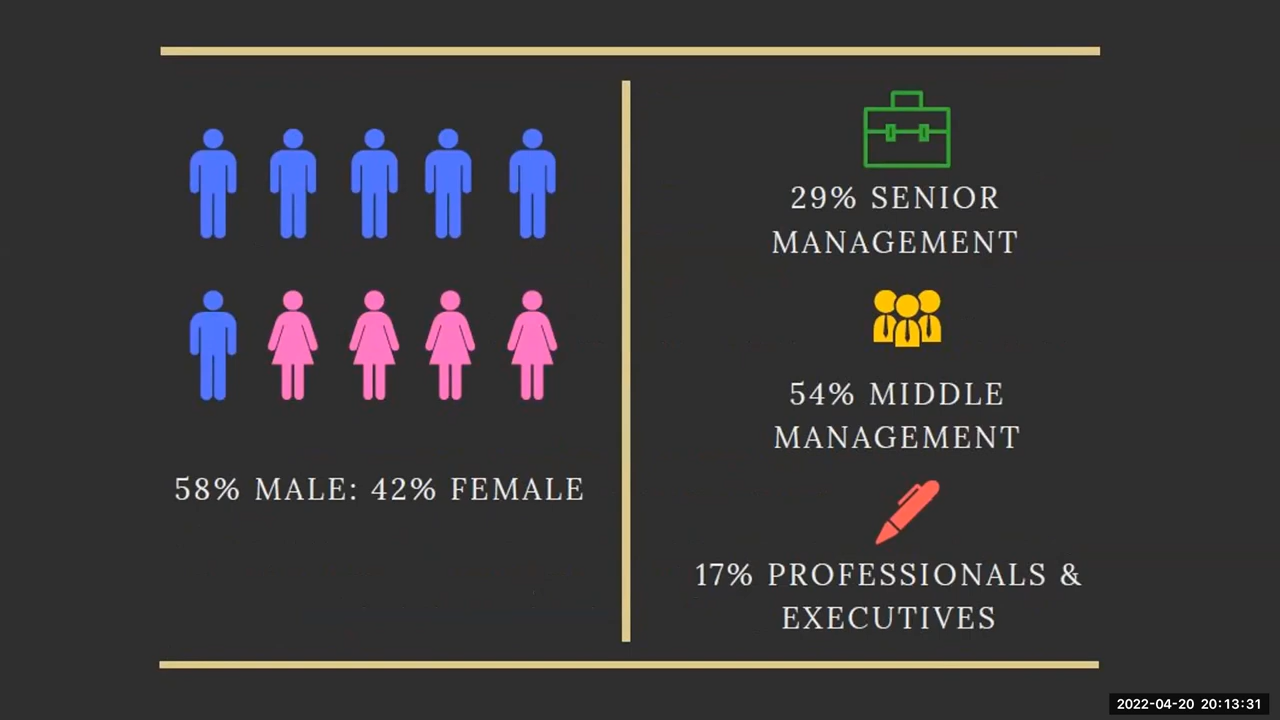 58% MALE: 42% FEMALE
29% SENIOR
MANAGEMENT
54% MIDDLE
MANAGEMENT
17% PROFESSIONALS &
EXECUTIVES
2022-04-20 20:13:31